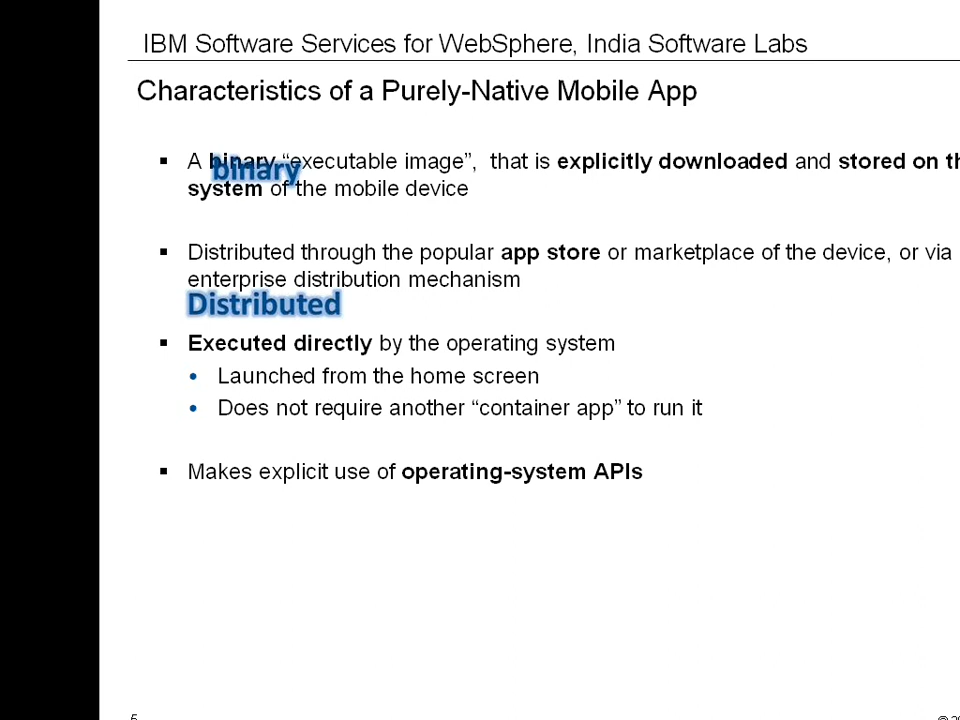 IBM Software Services for WebSphere, India Software Labs
Characteristics of a Purely-Native Mobile App
▪ A binary “executable image”,  that is explicitly downloaded and stored on
binary
system of the mobile device
▪ Distributed through the popular app store or marketplace of the device, or via
enterprise distribution mechanism
Distributed
▪ Executed directly by the operating system
• Launched from the home screen
• Does not require another “container app” to run it
▪ Makes explicit use of operating-system APIs
5